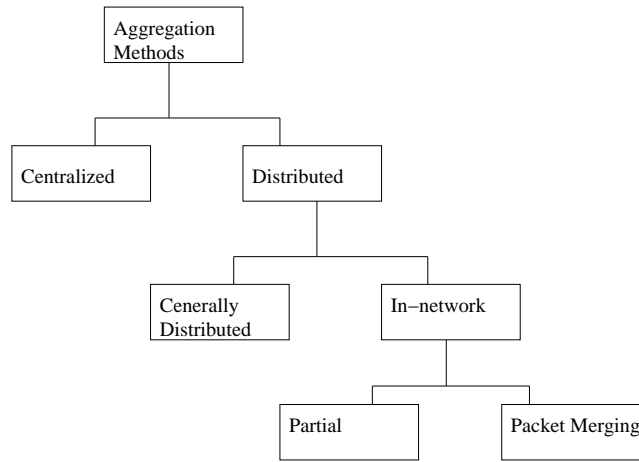 Aggregation
Methods
Centralized
Distributed
Cenerally
Distributed
In−network
Partial
Packet Merging